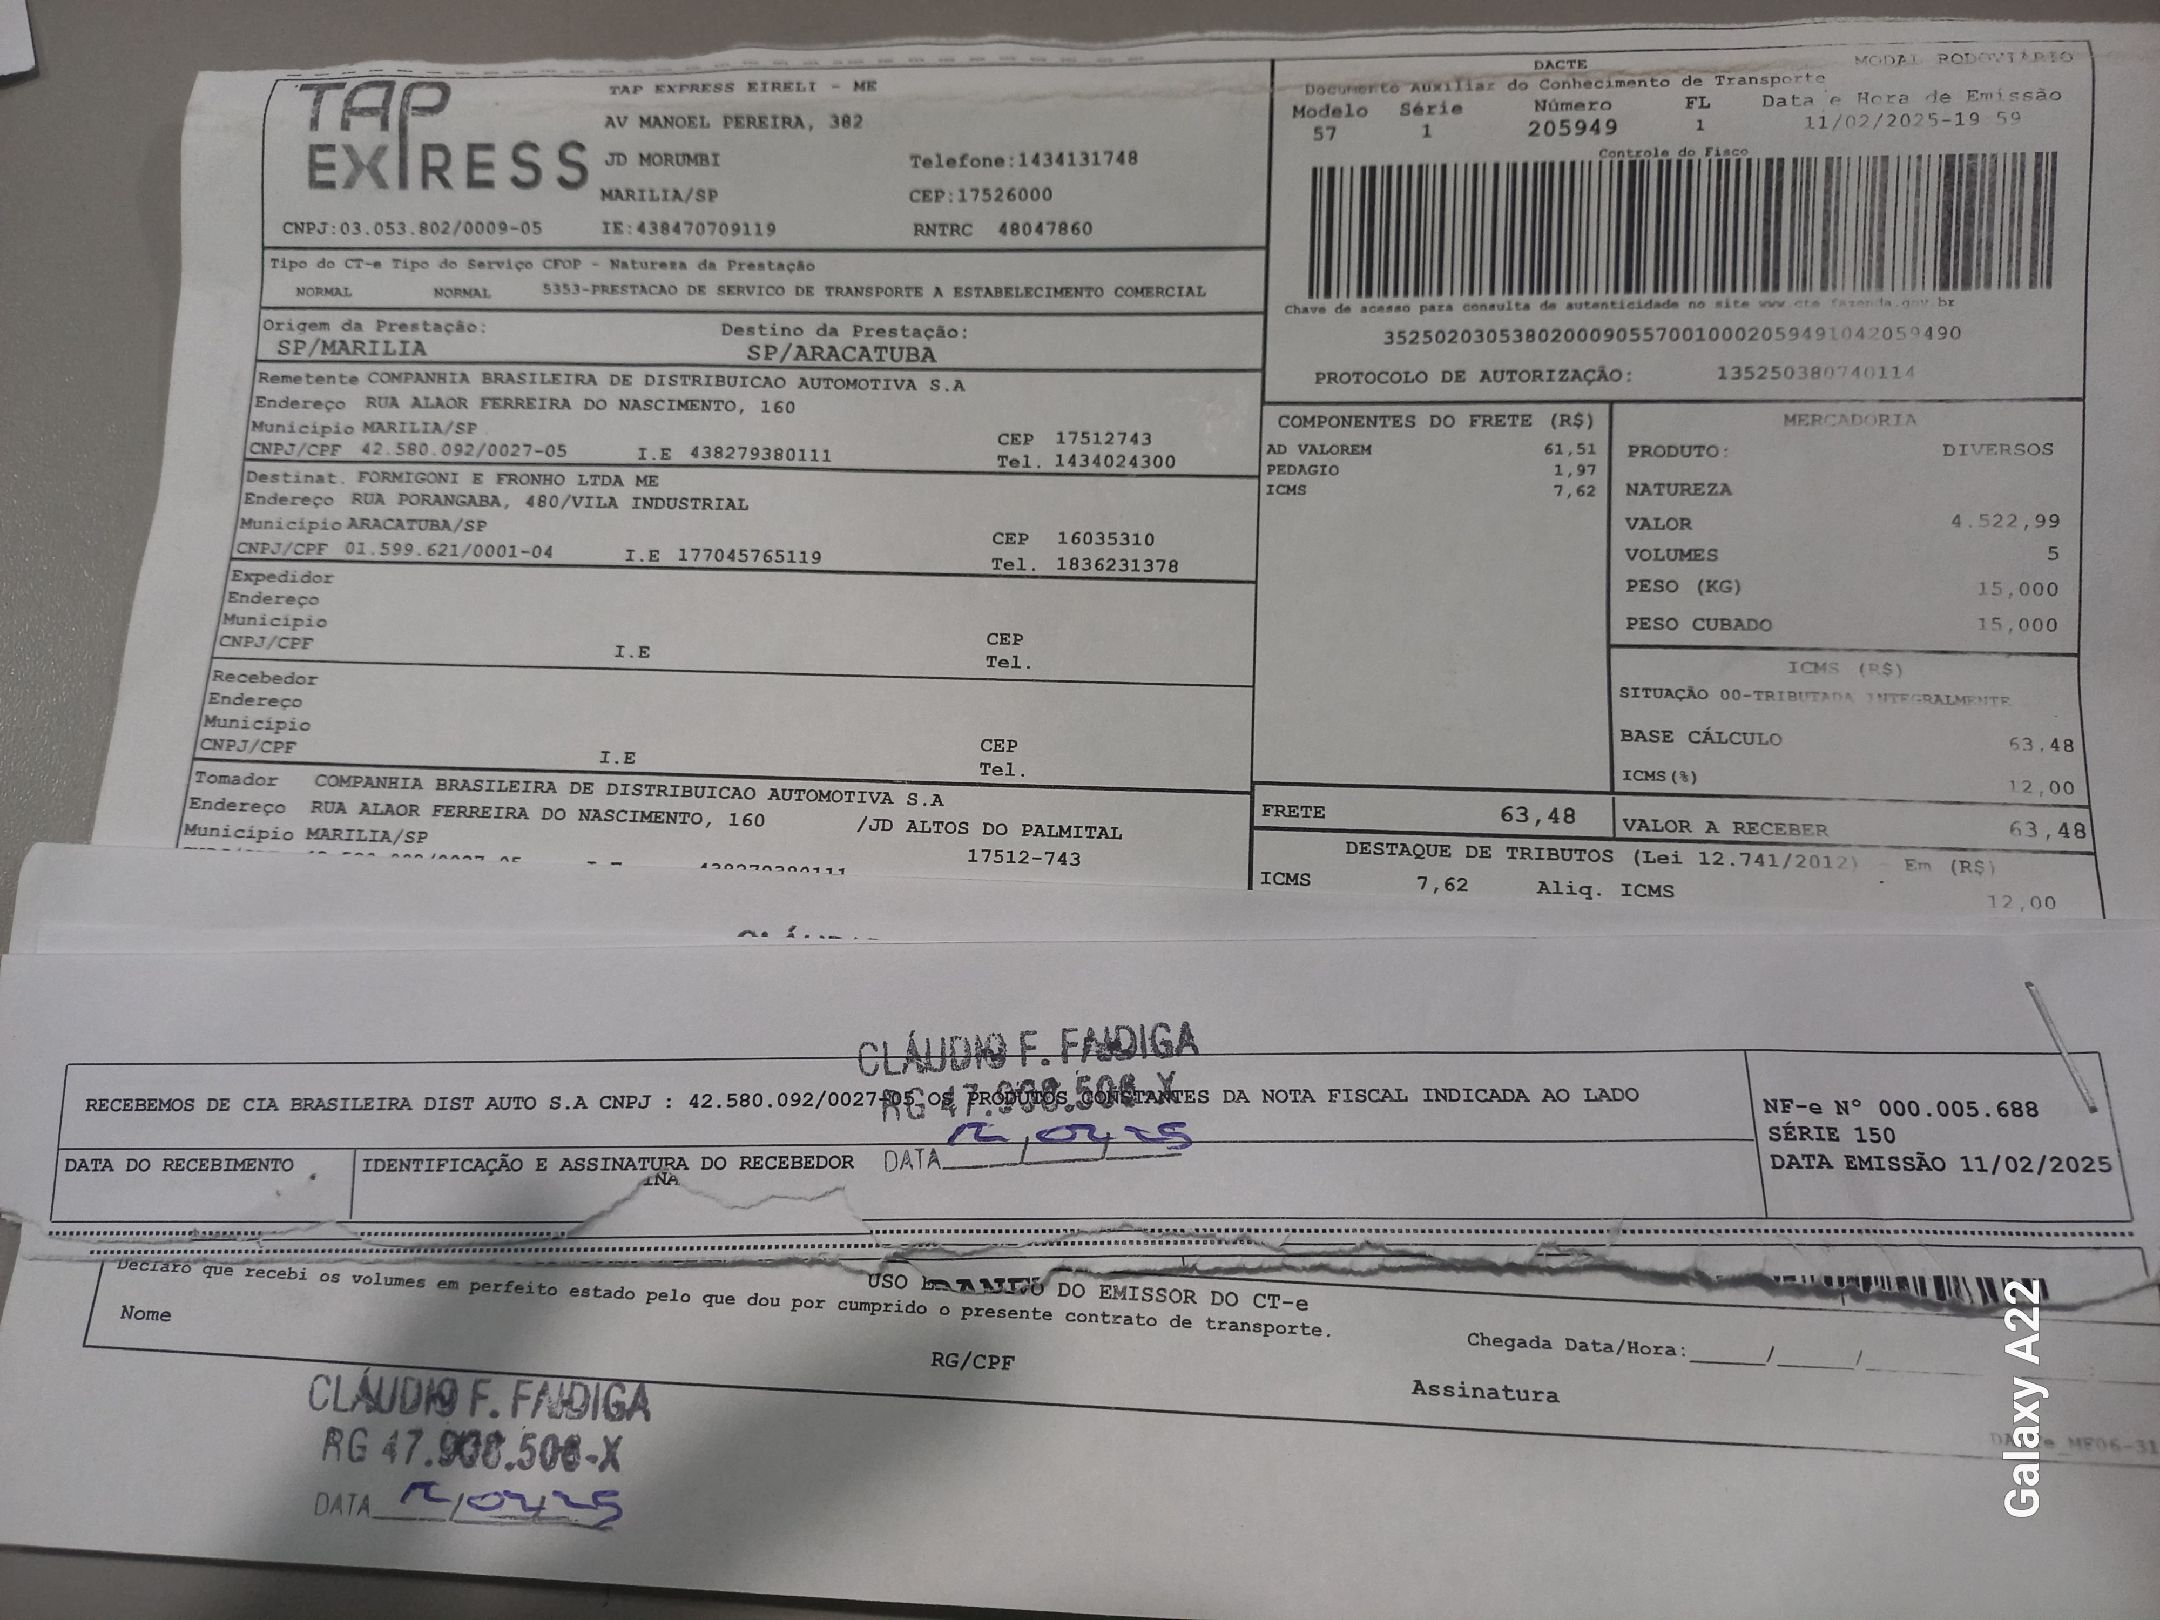 TAP EXPRESS
TAP EXPRESS EIRELI - ME
AV MANOEL PEREIRA, 382
JD MORUMBI Telefone:1434131748
MARILIA/SP CEP:17526000
CNPJ:03.053.802/0009-05 IE:438470709119 RNTRC 48047860
Tipo do CT-e Tipo do Serviço CFOP - Natureza da Prestação
NORMAL NORMAL 5353-PRESTACAO DE SERVICO DE TRANSPORTE A ESTABELECIMENTO COMERCIAL
Origem da Prestação: Destino da Prestação:
SP/MARILIA SP/ARACATUBA
Remetente COMPANHIA BRASILEIRA DE DISTRIBUICAO AUTOMOTIVA S.A
Endereço RUA ALAOR FERREIRA DO NASCIMENTO, 160
Município MARILIA/SP CEP 17512743
CNPJ/CPF 42.580.092/0027-05 I.E 438279380111 Tel. 1434024300
Destinat. FORMIGONI E FRONHO LTDA ME
Endereço RUA PORANGABA, 480/VILA INDUSTRIAL
Município ARACATUBA/SP CEP 16035310
CNPJ/CPF 01.599.621/0001-04 I.E 177045765119 Tel. 1836231378
Expedidor
Endereço
Município CEP
CNPJ/CPF I.E Tel.
Recebedor
Endereço
Município CEP
CNPJ/CPF I.E Tel.
Tomador COMPANHIA BRASILEIRA DE DISTRIBUICAO AUTOMOTIVA S.A
Endereço RUA ALAOR FERREIRA DO NASCIMENTO, 160 /JD ALTOS DO PALMITAL
Município MARILIA/SP 17512-743
DACTE MODAL RODOVIÁRIO
Documento Auxiliar do Conhecimento de Transporte
Modelo Série Número FL Data e Hora de Emissão
57 1 205949 1 11/02/2025-19 59
Controle do Fisco
Chave de acesso para consulta de autenticidade no site www.cte.fazenda.gov.br
35250203053802000905570010002059491042059490
PROTOCOLO DE AUTORIZAÇÃO: 135250380740114
COMPONENTES DO FRETE (R$)
AD VALOREM 61,51
PEDAGIO 1,97
ICMS 7,62
MERCADORIA
PRODUTO: DIVERSOS
NATUREZA
VALOR 4.522,99
VOLUMES 5
PESO (KG) 15,000
PESO CUBADO 15,000
ICMS (R$)
SITUAÇÃO 00-TRIBUTADA INTEGRALMENTE
BASE CÁLCULO 63,48
ICMS(%) 12,00
FRETE 63,48 VALOR A RECEBER 63,48
DESTAQUE DE TRIBUTOS (Lei 12.741/2012) - Em (R$)
ICMS 7,62 Aliq. ICMS 12,00
CLÁUDIO F. FADIGA
RECEBEMOS DE CIA BRASILEIRA DIST AUTO S.A CNPJ : 42.580.092/0027-05 OS PRODUTOS CONSTANTES DA NOTA FISCAL INDICADA AO LADO
DATA 12/02/25
DATA DO RECEBIMENTO IDENTIFICAÇÃO E ASSINATURA DO RECEBEDOR
NF-e Nº 000.005.688
SÉRIE 150
DATA EMISSÃO 11/02/2025
USO DO EMISSOR DO CT-e
Declaro que recebi os volumes em perfeito estado pelo que dou por cumprido o presente contrato de transporte.
Nome RG/CPF Chegada Data/Hora:____/____/
Assinatura
CLÁUDIO F. FADIGA
DATA 12/02/25
Galaxy A22